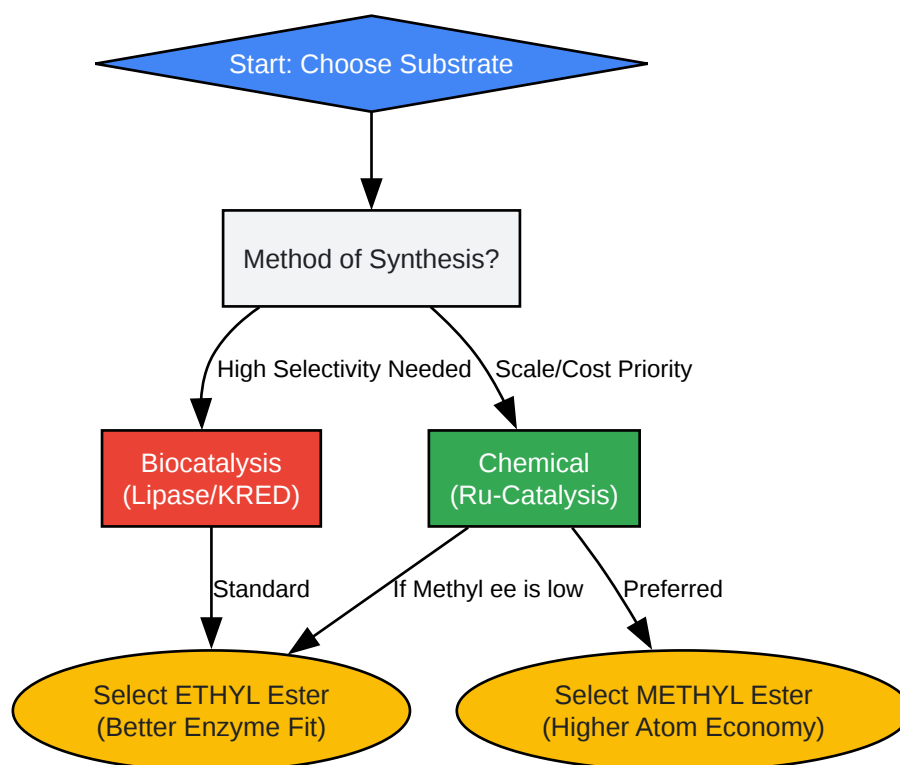 Start: Choose Substrate
Method of Synthesis?
High Selectivity Needed
Scale/Cost Priority
Biocatalysis
(Lipase/KRED)
Chemical
(Ru-Catalysis)
Standard
If Methyl ee is low
Preferred
Select ETHYL Ester
(Better Enzyme Fit)
Select METHYL Ester
(Higher Atom Economy)